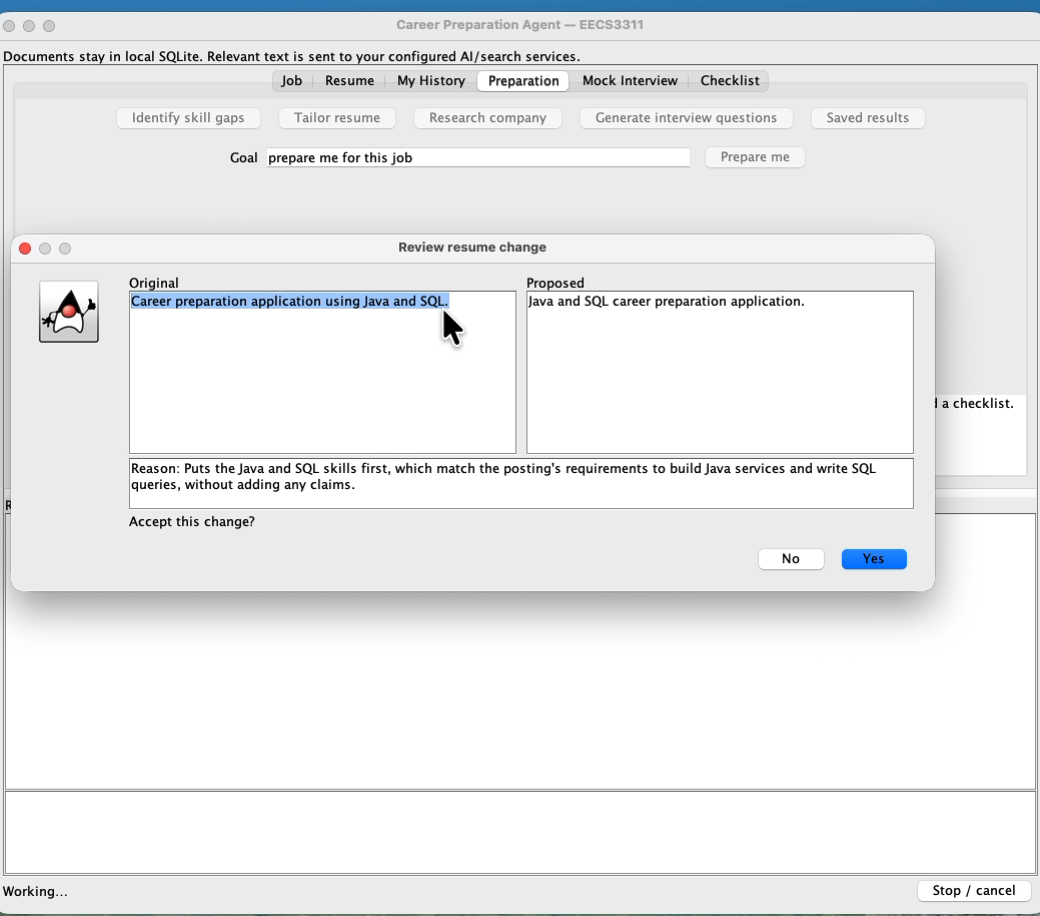 Career Preparation Agent — EECS3311
Documents stay in local SQLite. Relevant text is sent to your configured AI/search services.
Job Resume My History Preparation Mock Interview Checklist
Identify skill gaps Tailor resume Research company Generate interview questions Saved results
Goal prepare me for this job Prepare me
Review resume change
Original Proposed
Career preparation application using Java and SQL. Java and SQL career preparation application.
a checklist.
Reason: Puts the Java and SQL skills first, which match the posting's requirements to build Java services and write SQL
queries, without adding any claims.
Accept this change?
No Yes
Working...
Stop / cancel